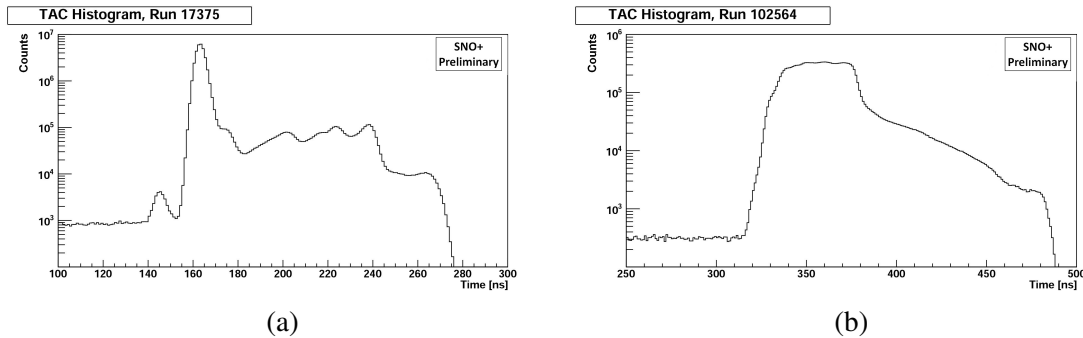 TAC Histogram, Run 17375
Counts
10^7
10^6
10^5
10^4
10^3
SNO+
Preliminary
100 120 140 160 180 200 220 240 260 280 300
Time [ns]
(a)
TAC Histogram, Run 102564
Counts
10^6
10^5
10^4
10^3
SNO+
Preliminary
250 300 350 400 450 500
Time [ns]
(b)